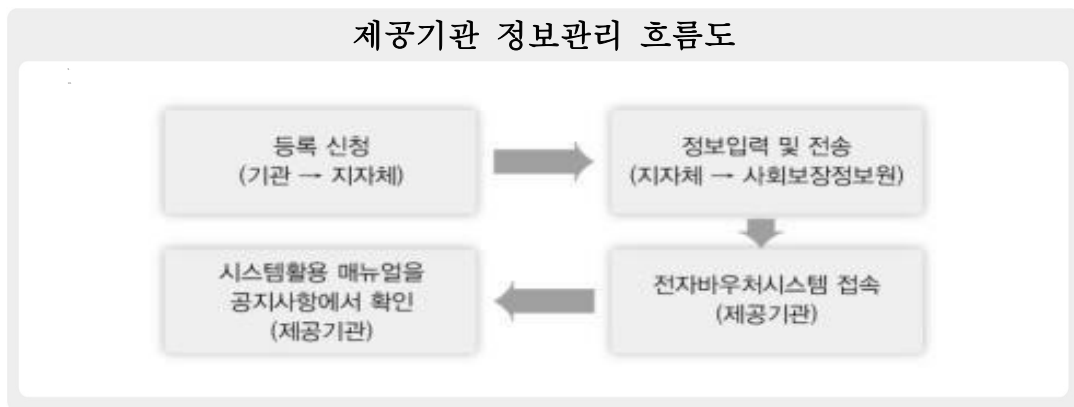 제공기관 정보관리 흐름도
등록 신청
(기관 → 지자체)
정보입력 및 전송
(지자체 → 사회보장정보원)
전자바우처시스템 접속
(제공기관)
시스템활용 매뉴얼을
공지사항에서 확인
(제공기관)